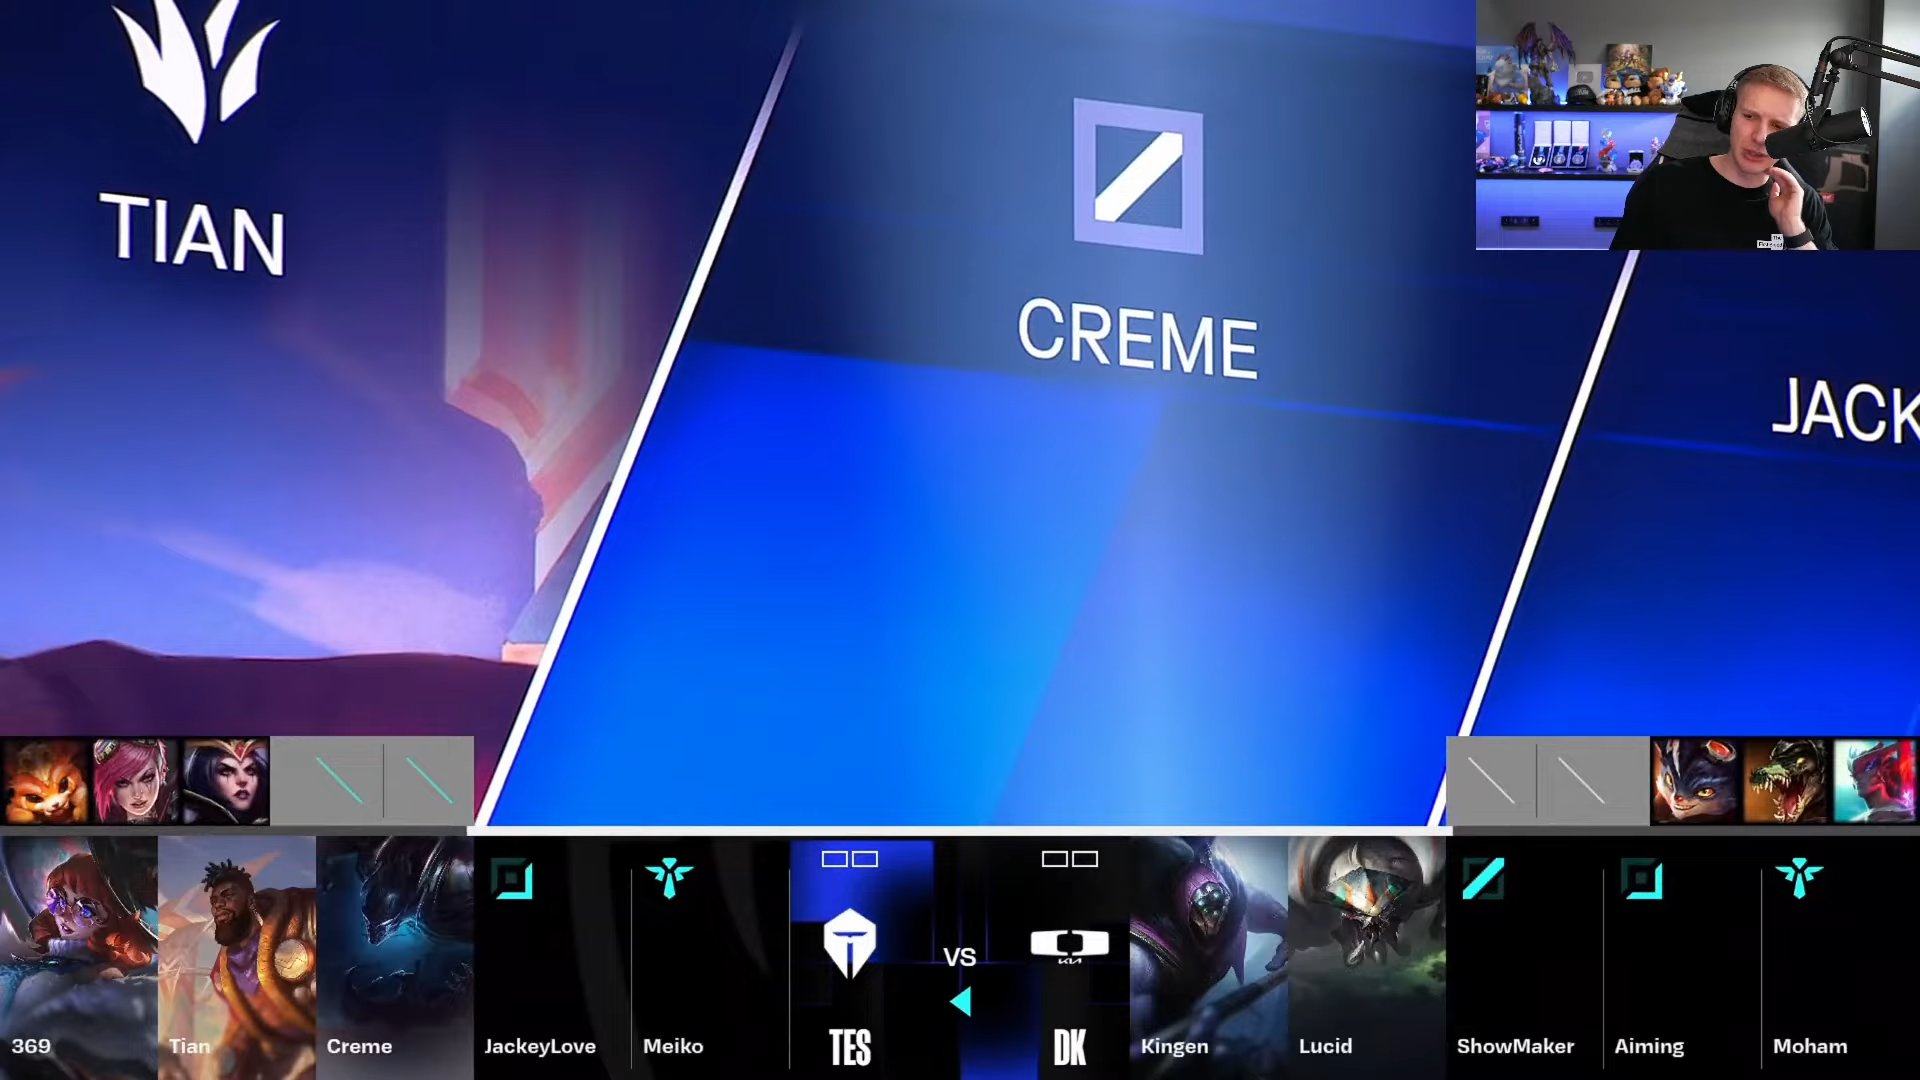 TIAN
CREME
JACK
VS
369
Tian
Creme
JackeyLove
Meiko
TES
DK
Kingen
Lucid
ShowMaker
Aiming
Moham